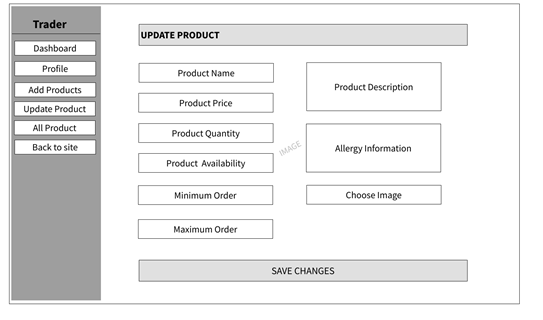 Trader
Dashboard
Profile
Add Products
Update Product
All Product
Back to site
UPDATE PRODUCT
Product Name
Product Price
Product Quantity
Product Availability
Minimum Order
Maximum Order
IMAGE
Product Description
Allergy Information
Choose Image
SAVE CHANGES